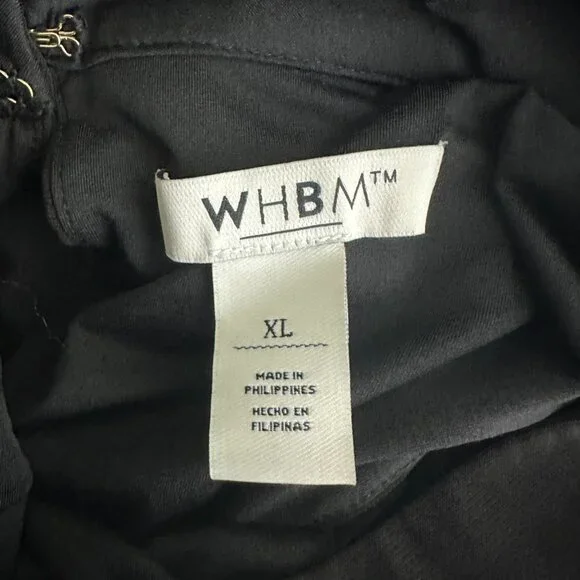 WHBM™
XL
MADE IN
PHILIPPINES
HECHO EN
FILIPINAS